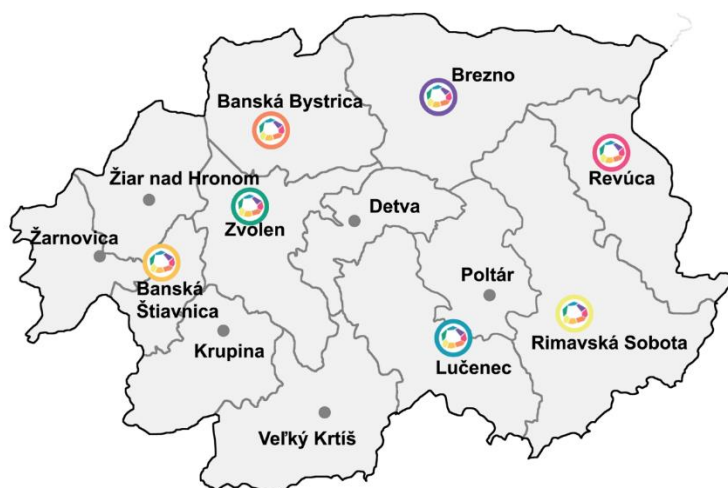 Brezno
Banská Bystrica
Revúca
Žiar nad Hronom
Detva
Zvolen
Žarnovica
Poltár
Banská
Štiavnica
Rimavská Sobota
Krupina
Lučenec
Veľký Krtíš